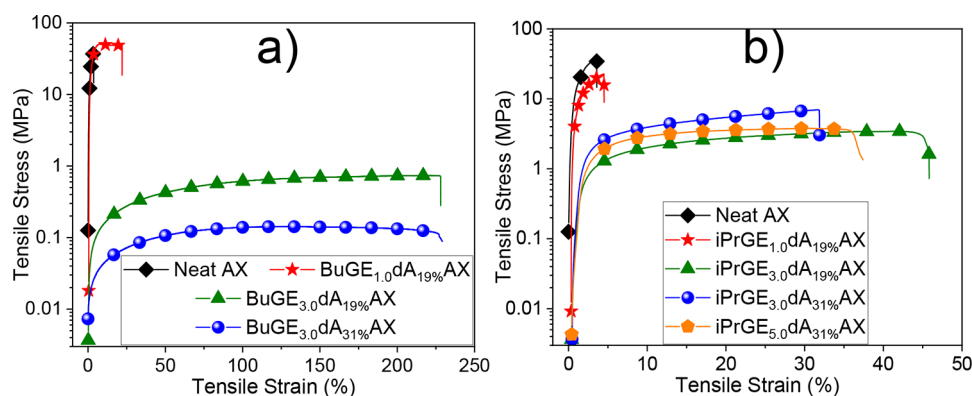 a)
100
10
1
0.1
0.01
Tensile Stress (MPa)
Neat AX
BuGE1.0dA19%AX
BuGE3.0dA19%AX
BuGE3.0dA31%AX
0 50 100 150 200 250
Tensile Strain (%)
b)
100
10
1
0.1
0.01
Tensile Stress (MPa)
Neat AX
iPrGE1.0dA19%AX
iPrGE3.0dA19%AX
iPrGE3.0dA31%AX
iPrGE5.0dA31%AX
0 10 20 30 40 50
Tensile Strain (%)